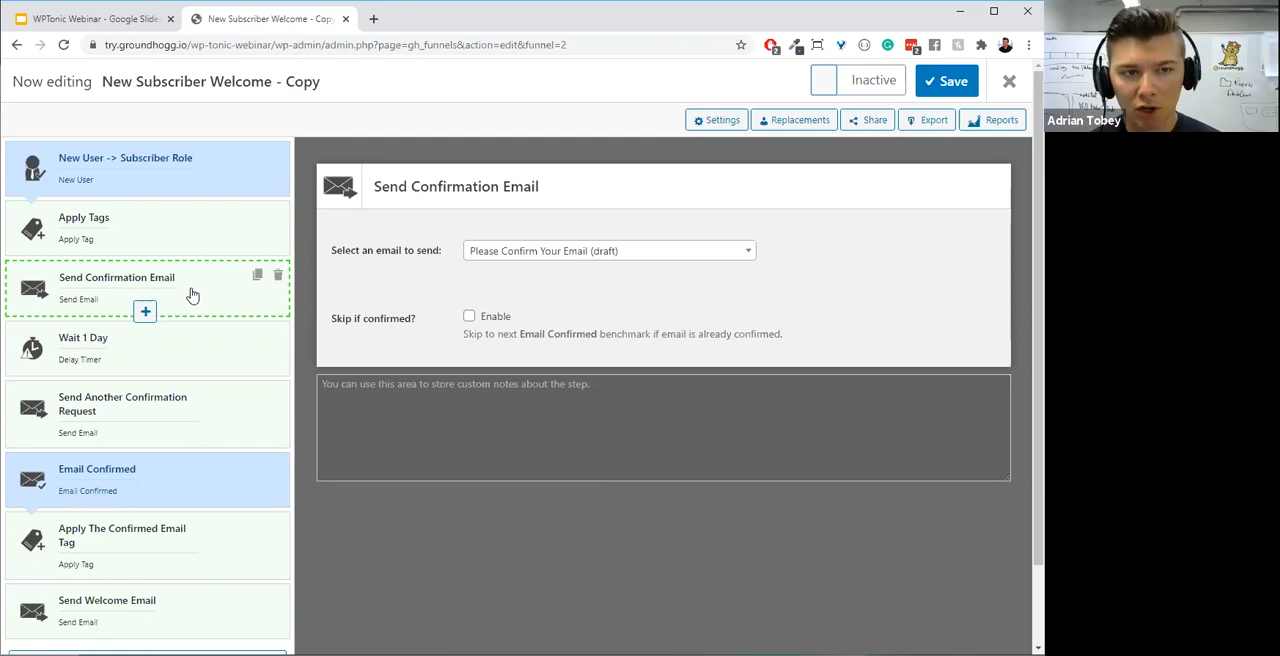 WPTonic Webinar - Google Slide
New Subscriber Welcome - Copy
try.groundhogg.io/wp-tonic-webinar/wp-admin/admin.php?page=gh_funnels&action=edit&funnel=2
Now editing New Subscriber Welcome - Copy
Inactive
Save
Settings
Replacements
Share
Export
Reports
Adrian Tobey
New User -> Subscriber Role
New User
Apply Tags
Apply Tag
Send Confirmation Email
Send Email
Wait 1 Day
Delay Timer
Send Another Confirmation
Request
Send Email
Email Confirmed
Email Confirmed
Apply The Confirmed Email
Tag
Apply Tag
Send Welcome Email
Send Email
Send Confirmation Email
Select an email to send:
Please Confirm Your Email (draft)
Skip if confirmed?
Enable
Skip to next Email Confirmed benchmark if email is already confirmed.
You can use this area to store custom notes about the step.